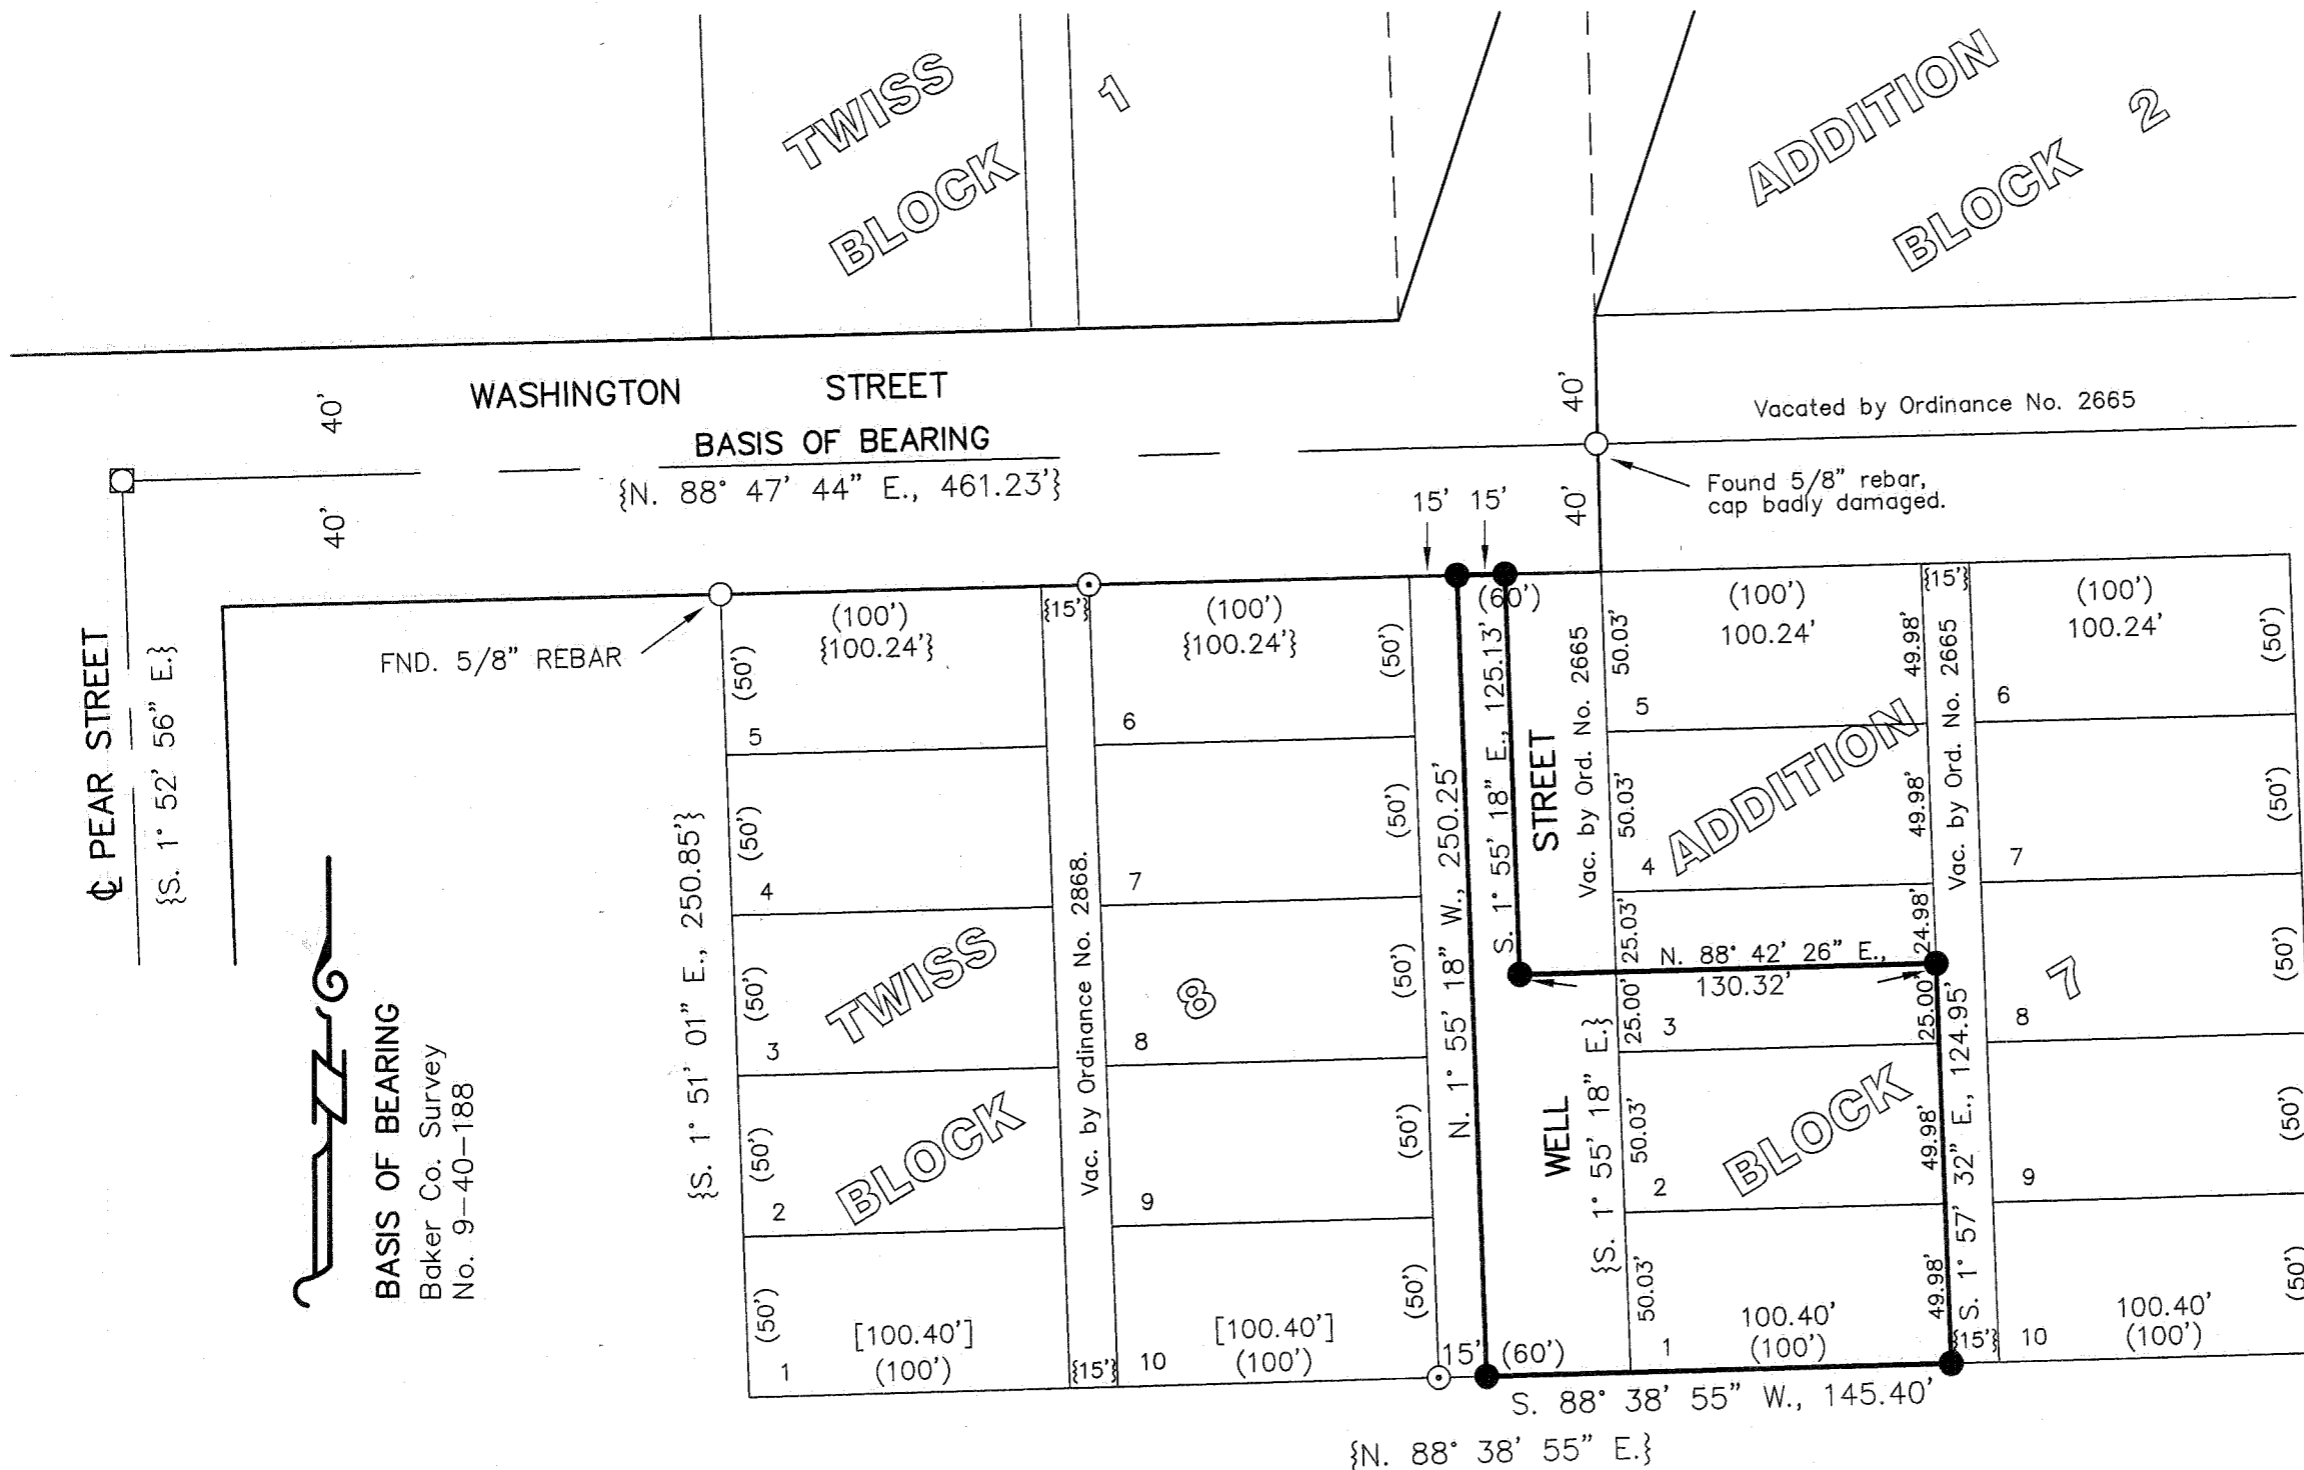 TWISS
BLOCK
1
ADDITION
BLOCK 2
WASHINGTON STREET
BASIS OF BEARING
{N. 88° 47' 44" E., 461.23'}
40'
40'
40'
40'
Vacated by Ordinance No. 2665
Found 5/8" rebar,
cap badly damaged.
15' 15'
(60')
℄ PEAR STREET
{S. 1° 52' 56" E.}
FND. 5/8" REBAR
BASIS OF BEARING
Baker Co. Survey
No. 9-40-188
N
{S. 1° 51' 01" E., 250.85'}
(100')
{100.24'}
{15'}
(100')
{100.24'}
(50')
5
(50')
4
(50')
3
(50')
2
(50')
1
TWISS
BLOCK
8
Vac. by Ordinance No. 2868.
6
(50')
7
(50')
8
(50')
9
(50')
10
(50')
[100.40']
(100')
{15'}
[100.40']
(100')
15'
(60')
N. 1° 55' 18" W., 250.25'
S. 1° 55' 18" E., 125.13'
WELL STREET
Vac. by Ord. No. 2665
{S. 1° 55' 18" E.}
(100')
100.24'
{15'}
(100')
100.24'
50.03'
49.98'
5
50.03'
49.98'
4
25.03'
24.98'
N. 88° 42' 26" E.,
130.32'
25.00'
25.00'
3
50.03'
49.98'
2
50.03'
49.98'
1
ADDITION
BLOCK
7
Vac. by Ord. No. 2665
S. 1° 57' 32" E., 124.95'
6
(50')
7
(50')
8
(50')
9
(50')
10
(50')
100.40'
(100')
{15'}
100.40'
(100')
S. 88° 38' 55" W., 145.40'
{N. 88° 38' 55" E.}